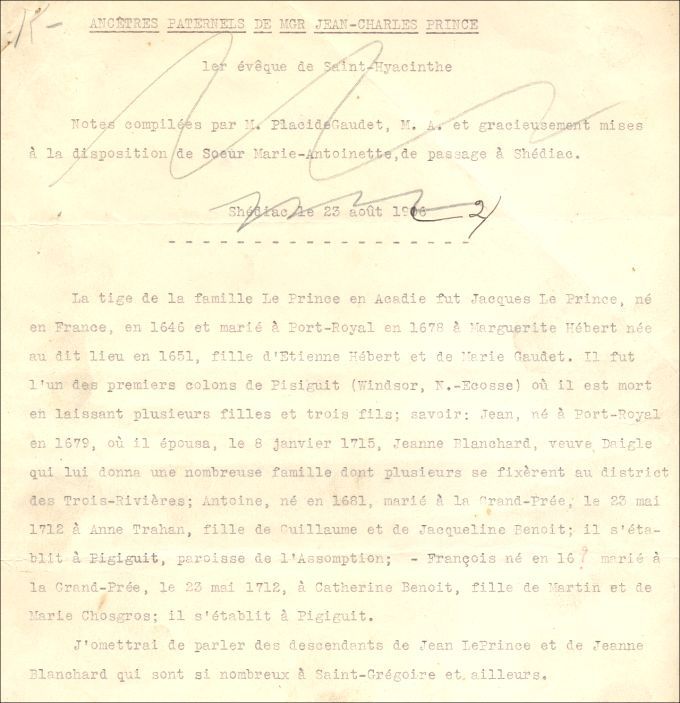 ANCÊTRES PATERNELS DE MGR JEAN-CHARLES PRINCE
1er évêque de Saint-Hyacinthe
Notes compilées par M. PlacideGaudet, M. A. et gracieusement mises
à la disposition de Soeur Marie-Antoinette,de passage à Shédiac.
Shédiac, le 23 août 1906
2)
La tige de la famille Le Prince en Acadie fut Jacques Le Prince, né
en France, en 1646 et marié à Port-Royal en 1678 à Marguerite Hébert née
au dit lieu en 1651, fille d'Etienne Hébert et de Marie Gaudet. Il fut
l'un des premiers colons de Pisiguit (Windsor, N.-Ecosse) où il est mort
en laissant plusieurs filles et trois fils; savoir: Jean, né à Port-Royal
en 1679, où il épousa, le 8 janvier 1715, Jeanne Blanchard, veuve Daigle
qui lui donna une nombreuse famille dont plusieurs se fixèrent au district
des Trois-Rivières; Antoine, né en 1681, marié à la Grand-Prée, le 23 mai
1712 à Anne Trahan, fille de Guillaume et de Jacqueline Benoit; il s'éta-
blit à Pigiguit, paroisse de l'Assomption; - François né en 16 ? marié à
la Grand-Prée, le 23 mai 1712, à Catherine Benoit, fille de Martin et de
Marie Chosgros; il s'établit à Pigiguit.
J'omettrai de parler des descendants de Jean LePrince et de Jeanne
Blanchard qui sont si nombreux à Saint-Grégoire et ailleurs.